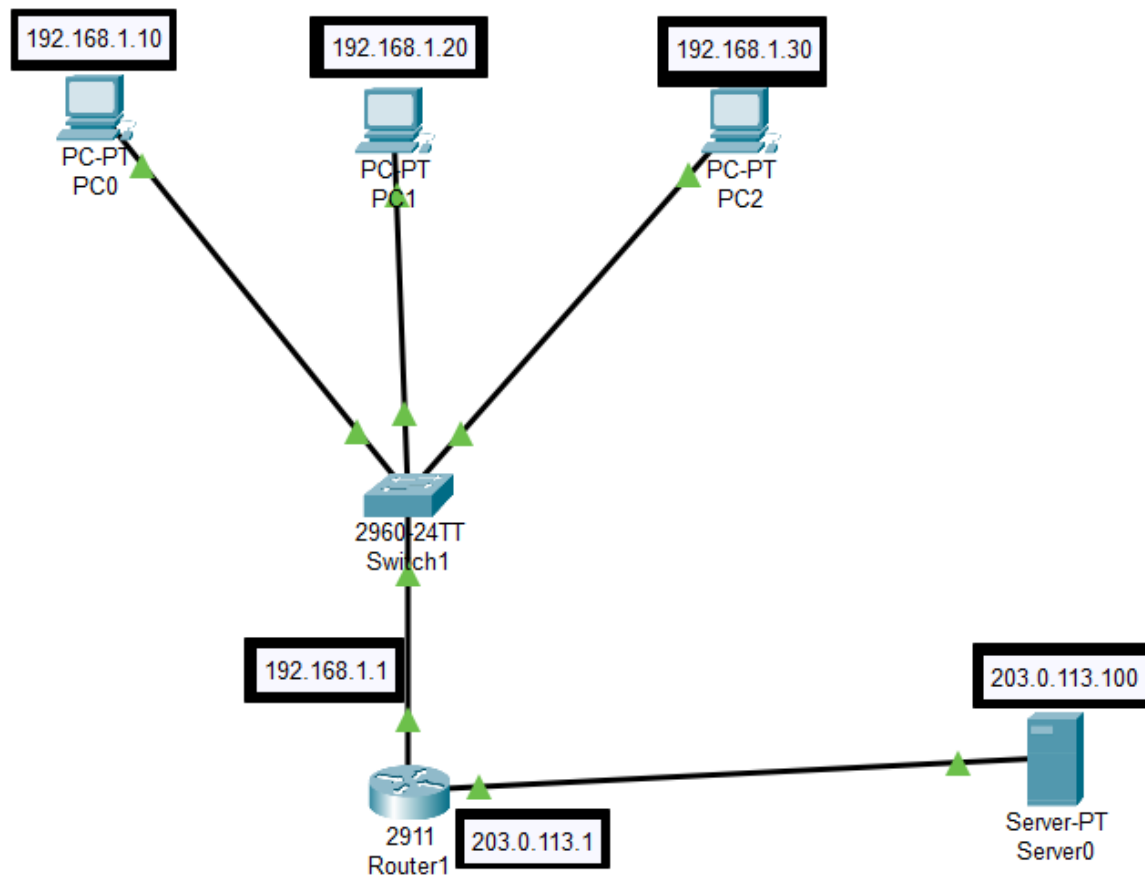 192.168.1.10
192.168.1.20
192.168.1.30
PC-PT
PC0
PC-PT
PC1
PC-PT
PC2
2960-24TT
Switch1
192.168.1.1
203.0.113.100
2911
Router1
203.0.113.1
Server-PT
Server0